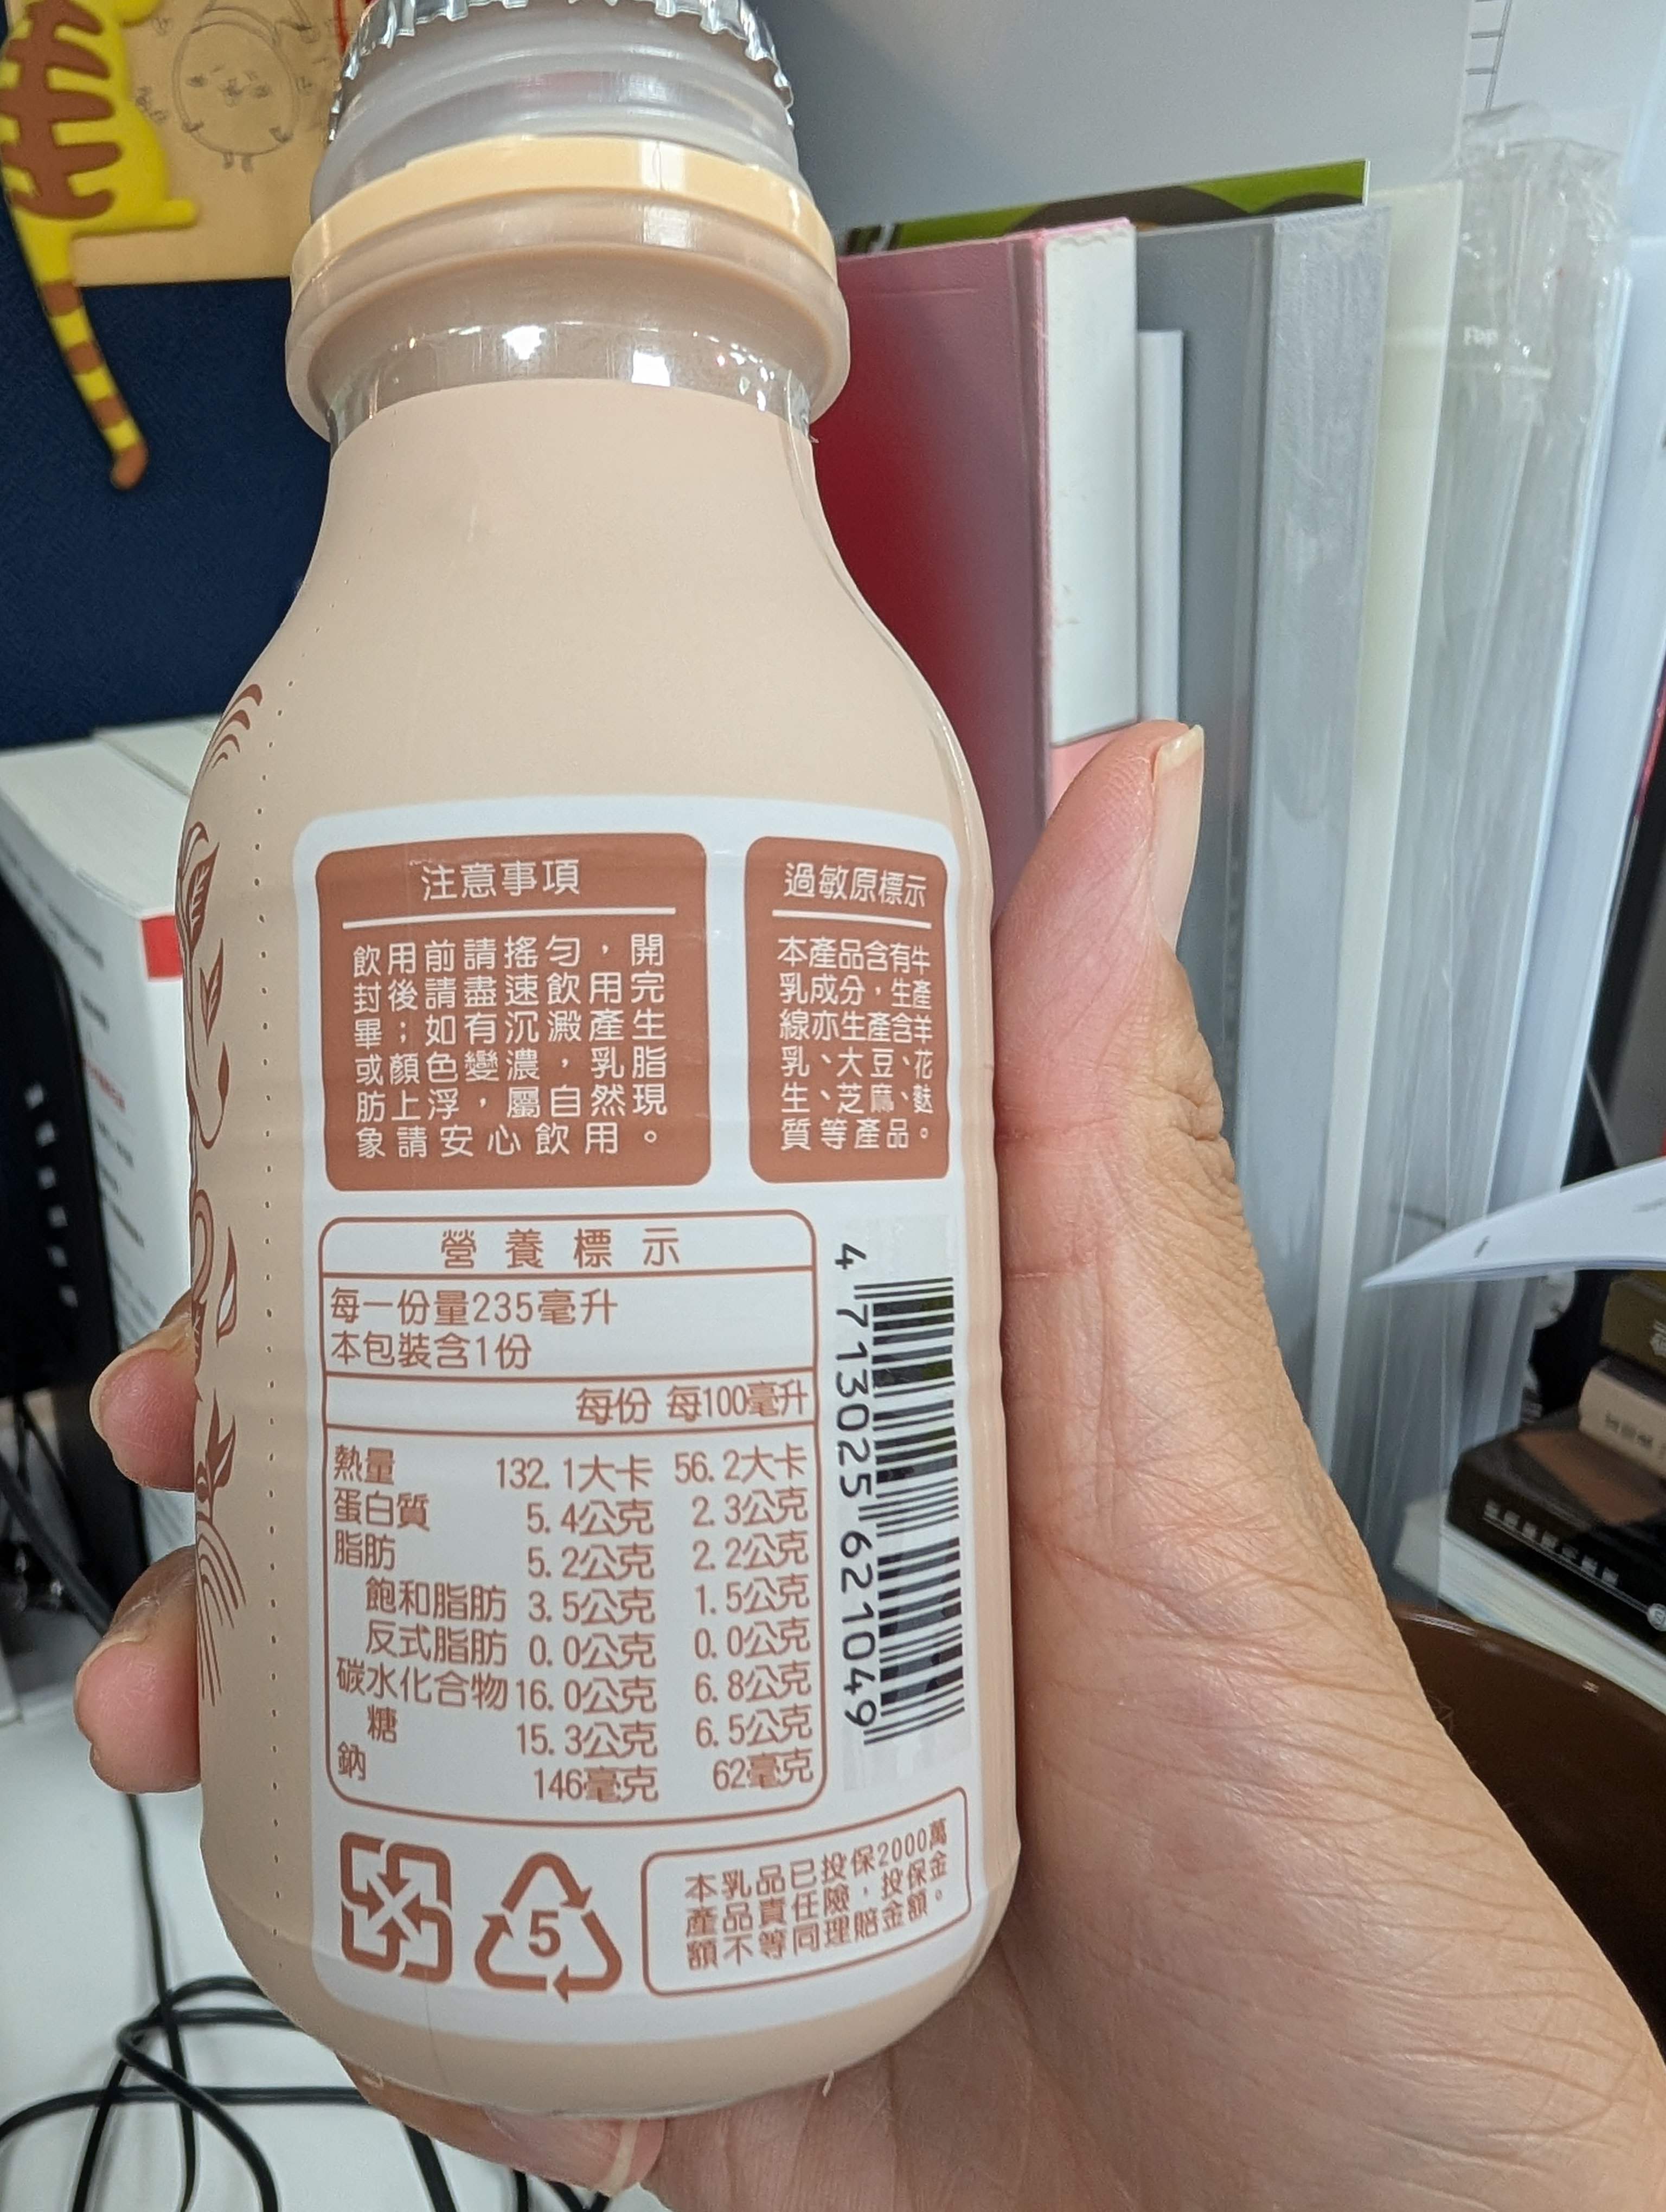 注意事項
飲用前請搖勻，開
封後請盡速飲用完
畢；如有沉澱產生
或顏色變濃，乳脂
肪上浮，屬自然現
象請安心飲用。
過敏原標示
本產品含有牛
乳成分，生產
線亦生產含羊
乳、大豆、花
生、芝麻、麩
質等產品。
營養標示
每一份量235毫升
本包裝含1份
每份 每100毫升
熱量 132.1大卡 56.2大卡
蛋白質 5.4公克 2.3公克
脂肪 5.2公克 2.2公克
飽和脂肪 3.5公克 1.5公克
反式脂肪 0.0公克 0.0公克
碳水化合物 16.0公克 6.8公克
糖 15.3公克 6.5公克
鈉 146毫克 62毫克
4 713025 621049
5
本乳品已投保2000萬
產品責任險，投保金
額不等同理賠金額。